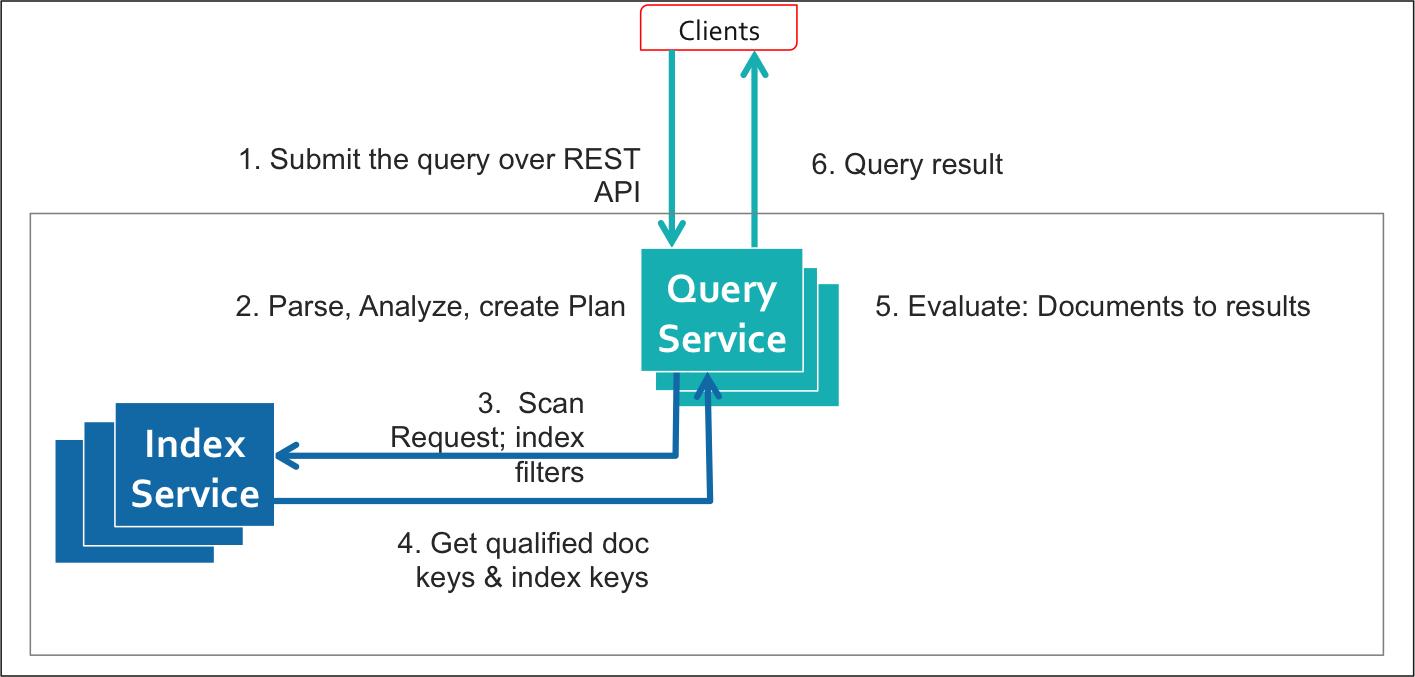 Clients
1. Submit the query over REST
API
6. Query result
Query
Service
2. Parse, Analyze, create Plan
5. Evaluate: Documents to results
3.  Scan
Request; index
filters
Index
Service
4. Get qualified doc
keys & index keys